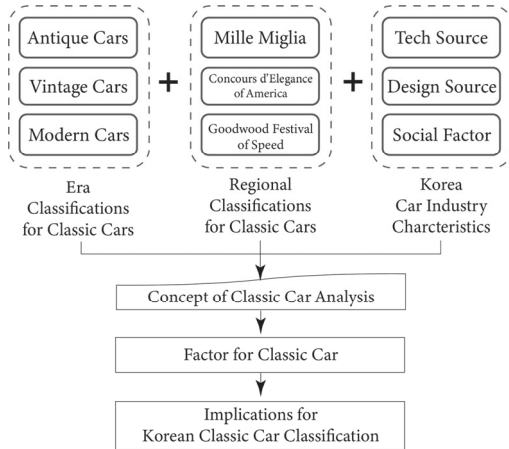 Antique Cars
Vintage Cars
Modern Cars
Era
Classifications
for Classic Cars
+
Mille Miglia
Concours d'Elegance
of America
Goodwood Festival
of Speed
Regional
Classifications
for Classic Cars
+
Tech Source
Design Source
Social Factor
Korea
Car Industry
Charcteristics
Concept of Classic Car Analysis
Factor for Classic Car
Implications for
Korean Classic Car Classification